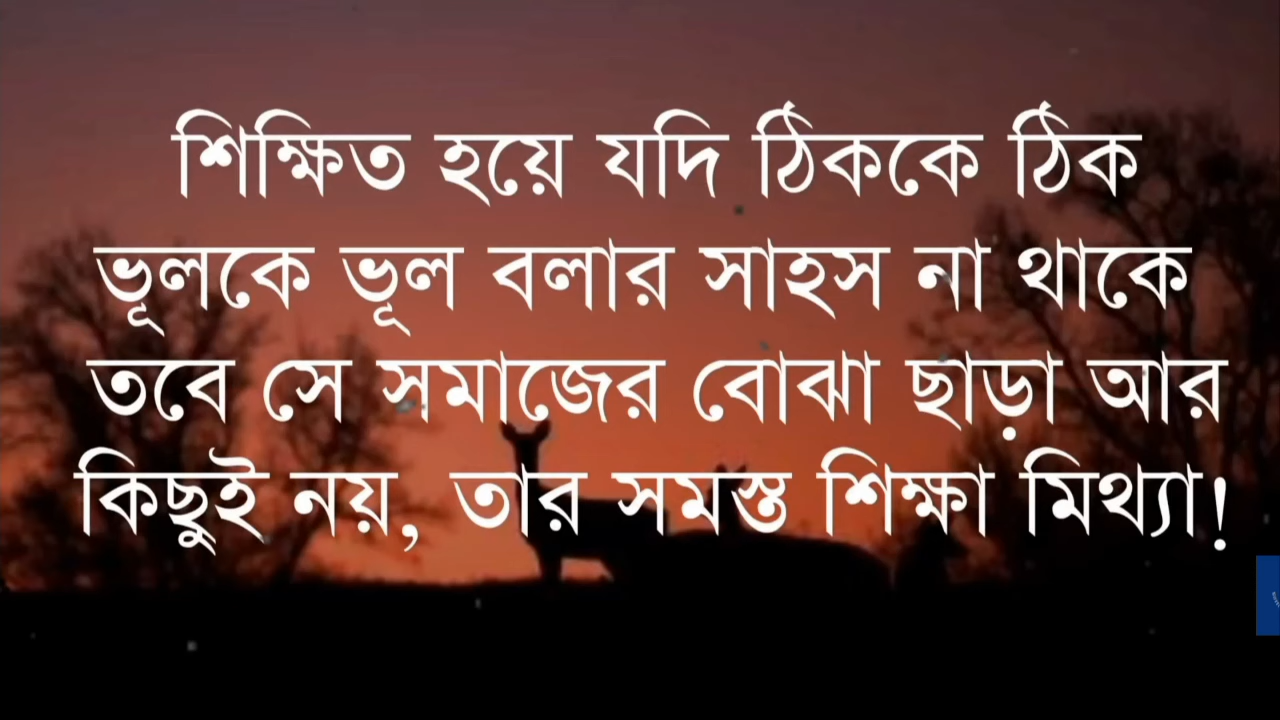 শিক্ষিত হয়ে যদি ঠিককে ঠিক
ভূলকে ভূল বলার সাহস না থাকে
তবে সে সমাজের বোঝা ছাড়া আর
কিছুই নয়, তার সমস্ত শিক্ষা মিথ্যা!